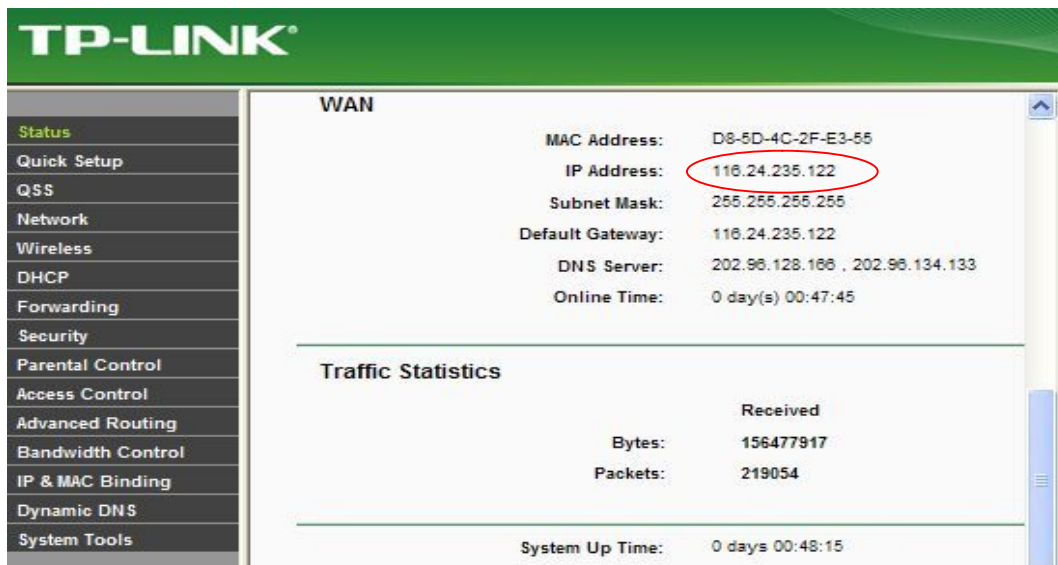 TP-LINK®
Status
Quick Setup
QSS
Network
Wireless
DHCP
Forwarding
Security
Parental Control
Access Control
Advanced Routing
Bandwidth Control
IP & MAC Binding
Dynamic DNS
System Tools
WAN
MAC Address: D8-5D-4C-2F-E3-55
IP Address: 116.24.235.122
Subnet Mask: 255.255.255.255
Default Gateway: 116.24.235.122
DNS Server: 202.96.128.166 , 202.96.134.133
Online Time: 0 day(s) 00:47:45
Traffic Statistics
Received
Bytes: 156477917
Packets: 219054
System Up Time: 0 days 00:48:15